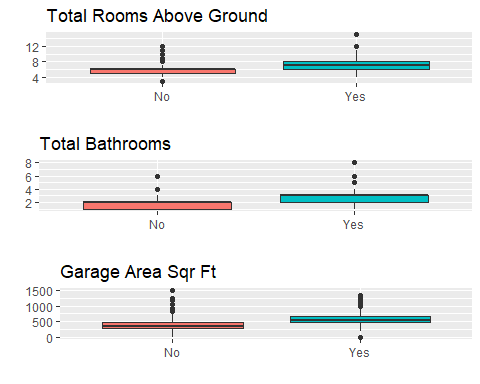 Total Rooms Above Ground
12
8
4
No Yes
Total Bathrooms
8
6
4
2
No Yes
Garage Area Sqr Ft
1500
1000
500
0
No Yes